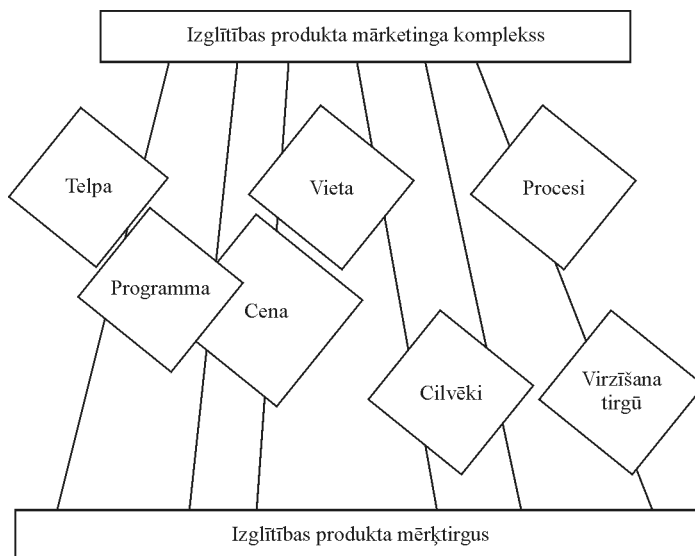 Izglītības produkta mārketinga komplekss
Telpa
Vieta
Procesi
Programma
Cena
Cilvēki
Virzīšana
tirgū
Izglītības produkta mērķtirgus